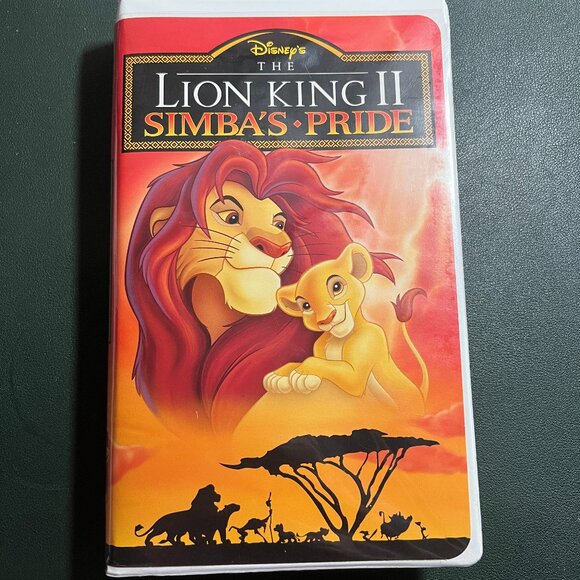 Disney's
THE
LION KING II
SIMBA'S · PRIDE